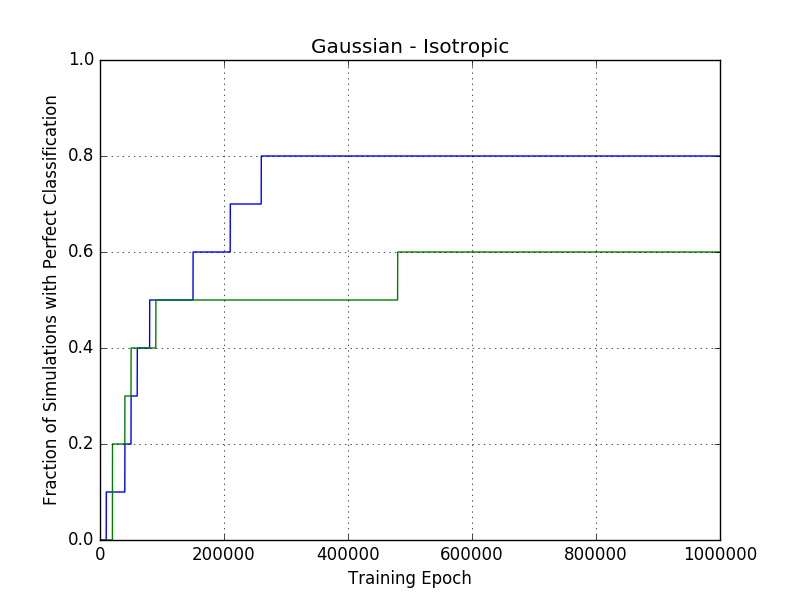 Gaussian - Isotropic
Fraction of Simulations with Perfect Classification
1.0
0.8
0.6
0.4
0.2
0.0
0 200000 400000 600000 800000 1000000
Training Epoch